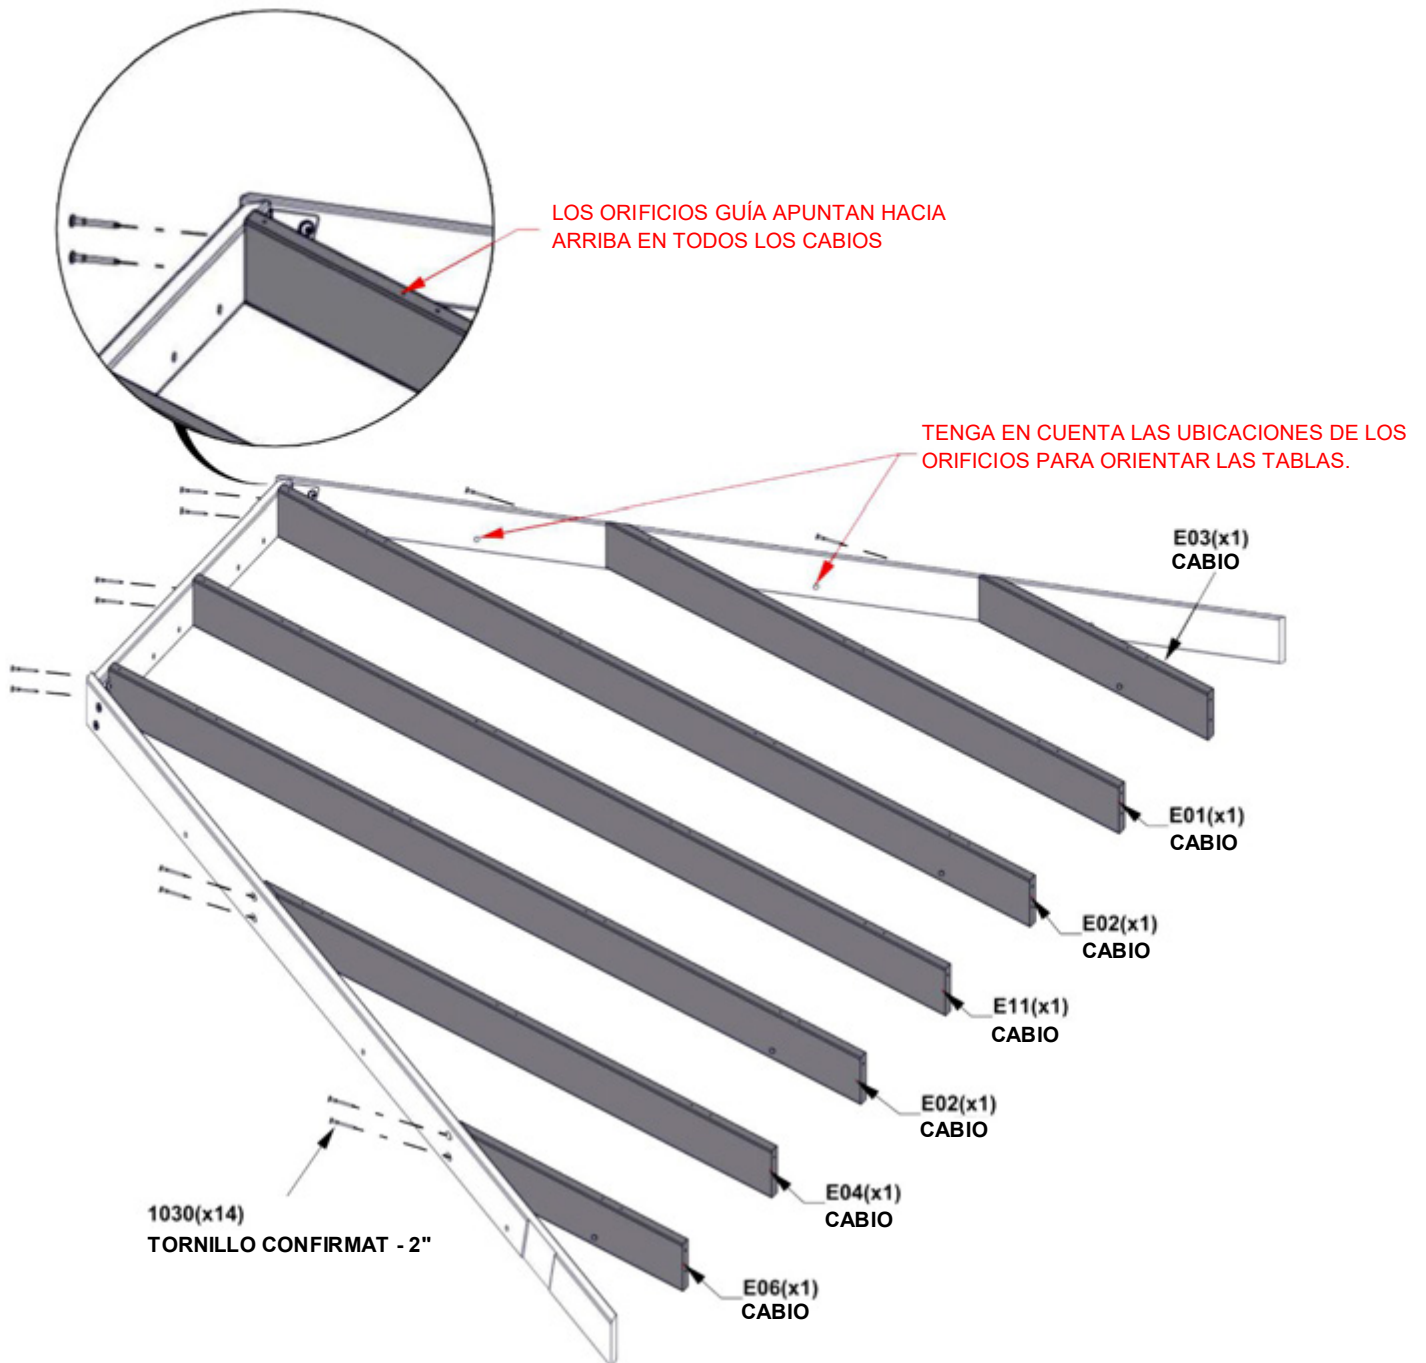 LOS ORIFICIOS GUÍA APUNTAN HACIA
ARRIBA EN TODOS LOS CABIOS
TENGA EN CUENTA LAS UBICACIONES DE LOS
ORIFICIOS PARA ORIENTAR LAS TABLAS.
E03(x1)
CABIO
E01(x1)
CABIO
E02(x1)
CABIO
E11(x1)
CABIO
E02(x1)
CABIO
E04(x1)
CABIO
1030(x14)
TORNILLO CONFIRMAT - 2"
E06(x1)
CABIO